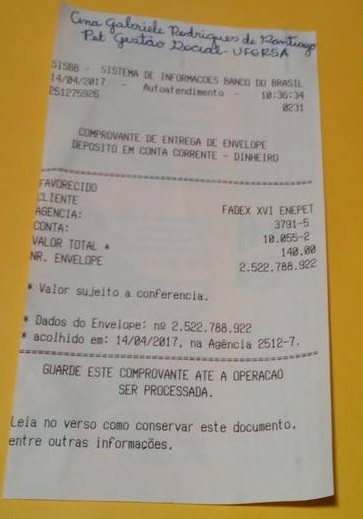 Ana Gabriele Rodrigues de Santiago
Pet Gestão Social - UFERSA
SISBB - SISTEMA DE INFORMACOES BANCO DO BRASIL
14/04/2017 - Autoatendimento - 10:36:34
251275926 0231
COMPROVANTE DE ENTREGA DE ENVELOPE
DEPOSITO EM CONTA CORRENTE - DINHEIRO
FAVORECIDO
CLIENTE FADEX XVI ENEPET
AGENCIA: 3791-5
CONTA: 10.055-2
VALOR TOTAL * 140,00
NR. ENVELOPE 2.522.788.922
* Valor sujeito a conferencia.
* Dados do Envelope: nº 2.522.788.922
* acolhido em: 14/04/2017, na Agência 2512-7.
GUARDE ESTE COMPROVANTE ATE A OPERACAO
SER PROCESSADA.
Leia no verso como conservar este documento,
entre outras informações.